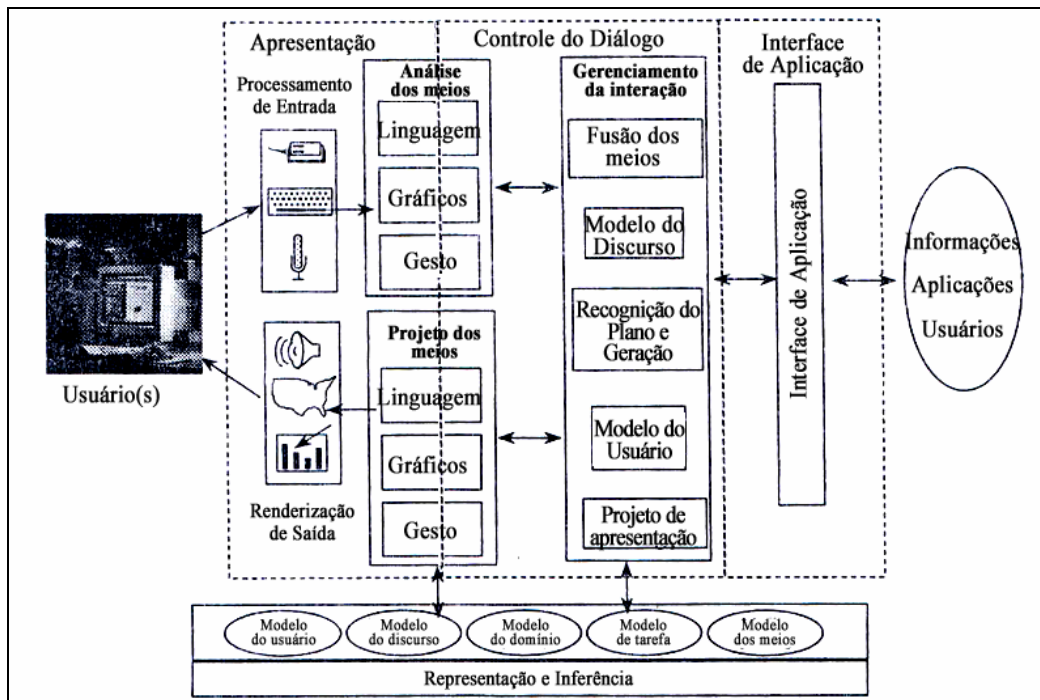 Apresentação
Controle do Diálogo
Interface
de Aplicação
Processamento
de Entrada
Análise
dos meios
Linguagem
Gráficos
Gesto
Gerenciamento
da interação
Fusão dos
meios
Modelo do
Discurso
Recognição do
Plano e
Geração
Modelo do
Usuário
Projeto de
apresentação
Interface de Aplicação
Informações
Aplicações
Usuários
Usuário(s)
Projeto dos
meios
Linguagem
Gráficos
Gesto
Renderização
de Saída
Modelo
do usuário
Modelo
do discurso
Modelo
do domínio
Modelo
de tarefa
Modelo
dos meios
Representação e Inferência